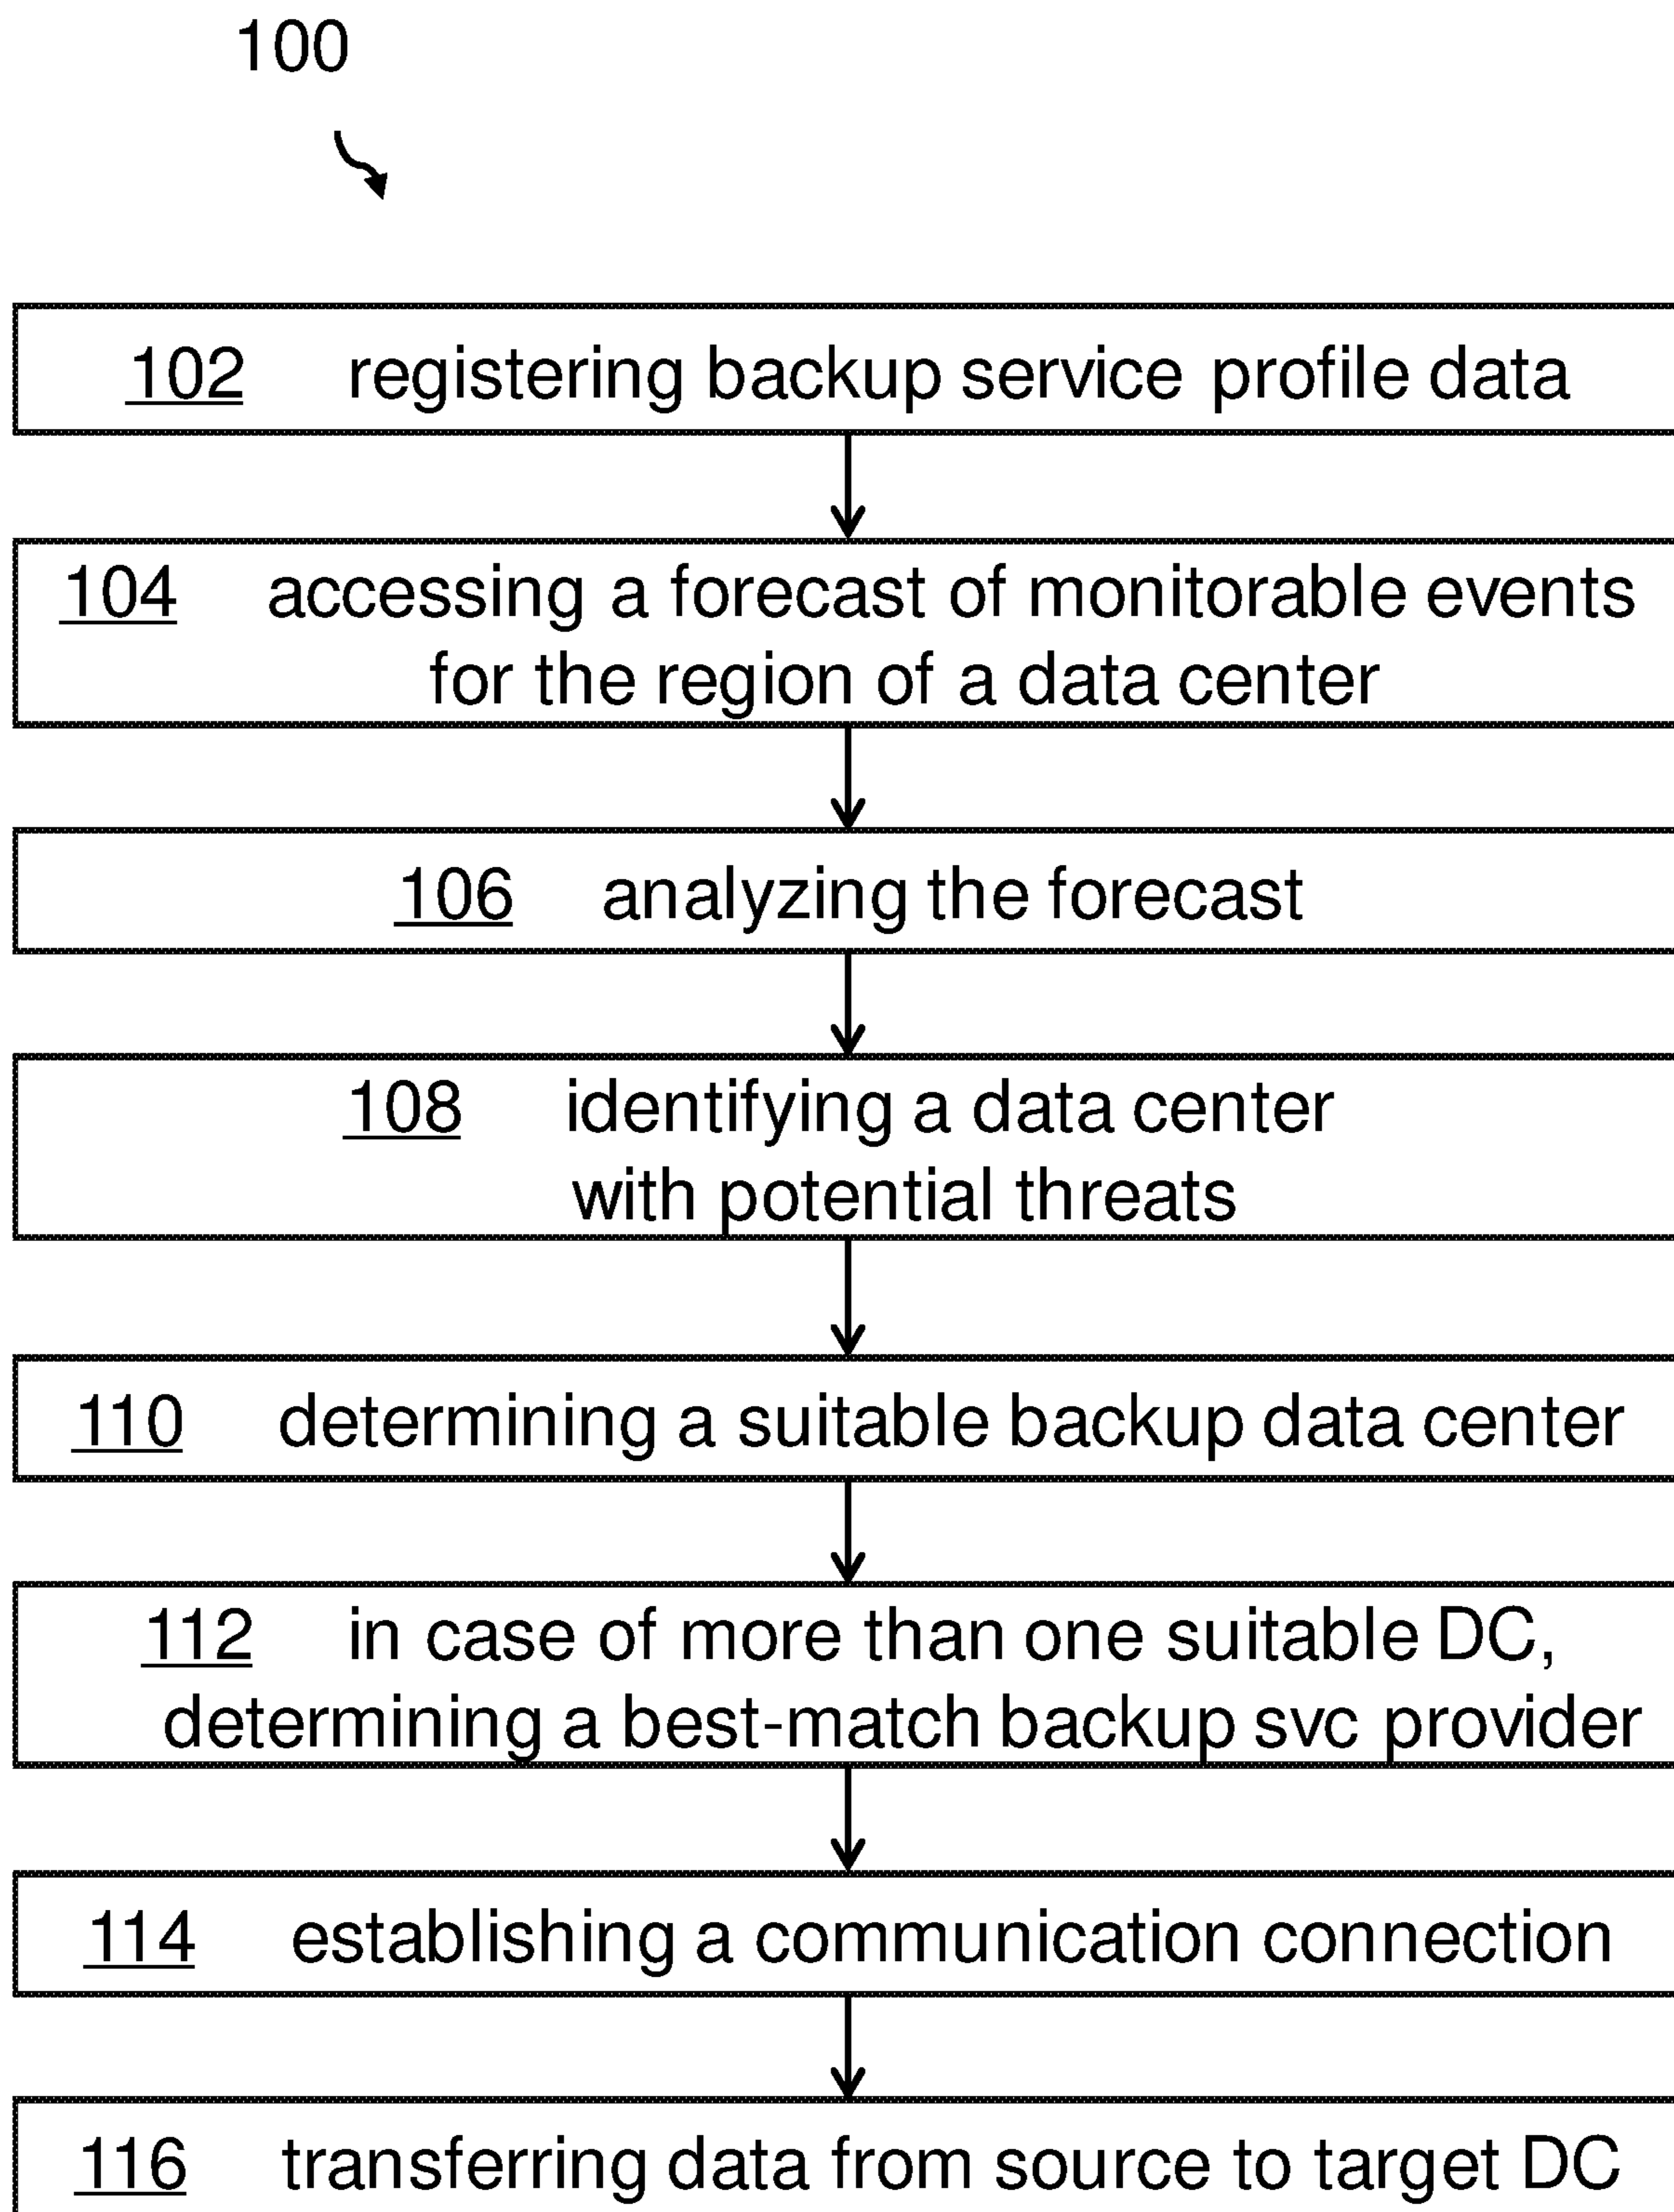 100
102 registering backup service profile data
104 accessing a forecast of monitorable events
for the region of a data center
106 analyzing the forecast
108 identifying a data center
with potential threats
110 determining a suitable backup data center
112 in case of more than one suitable DC,
determining a best-match backup svc provider
114 establishing a communication connection
116 transferring data from source to target DC